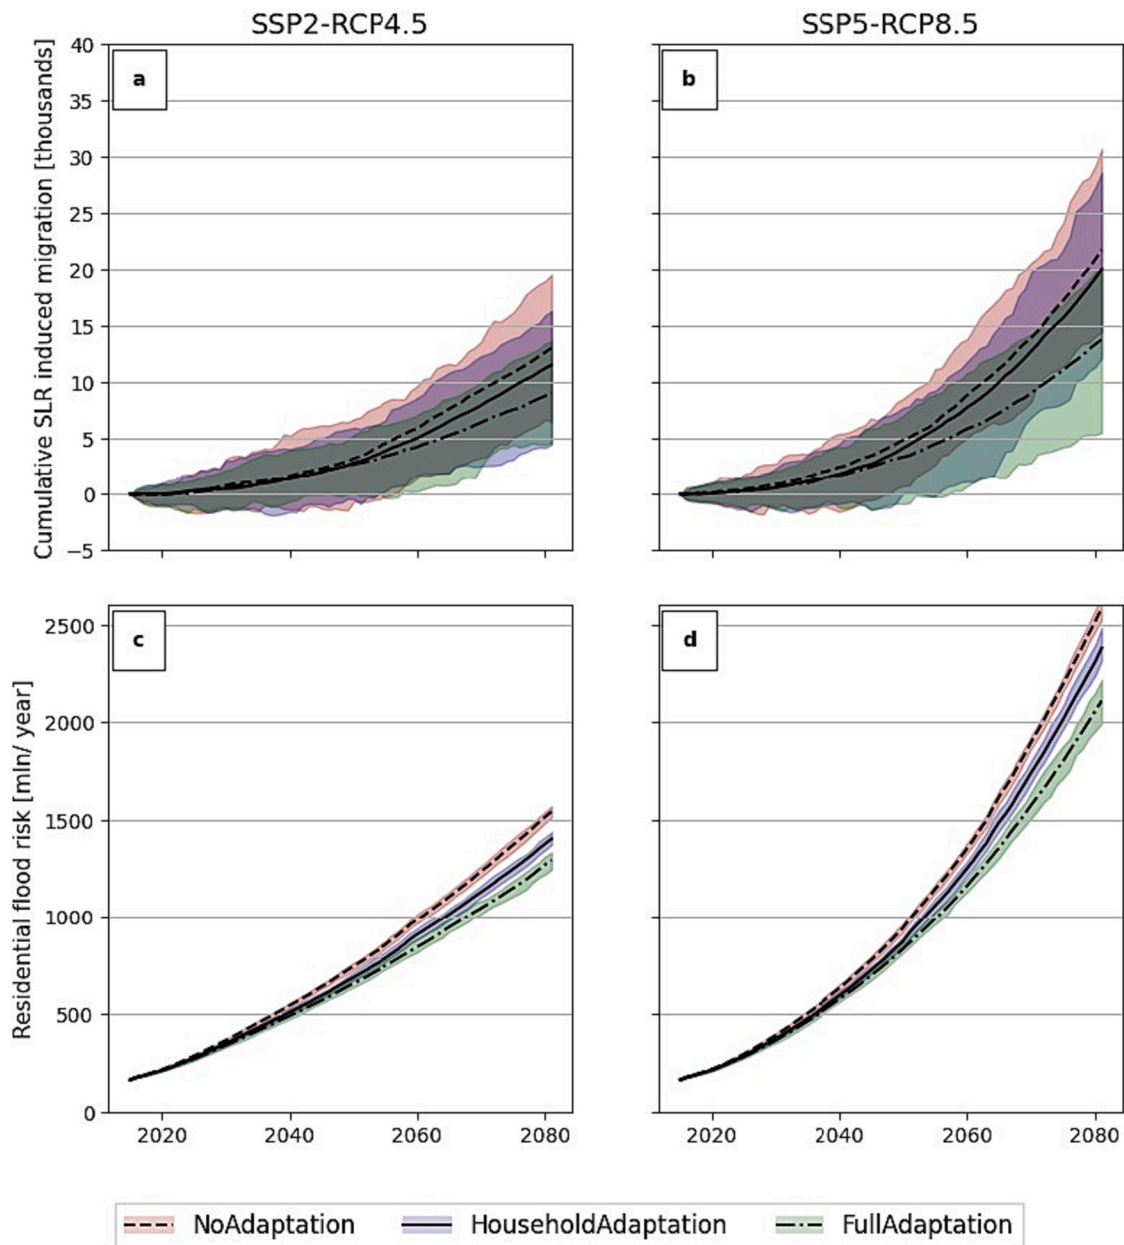 SSP2-RCP4.5
SSP5-RCP8.5
Cumulative SLR induced migration [thousands]
40
35
30
25
20
15
10
5
0
−5
a
b
Residential flood risk [mln/ year]
2500
2000
1500
1000
500
0
c
d
2020 2040 2060 2080
2020 2040 2060 2080
NoAdaptation HouseholdAdaptation FullAdaptation